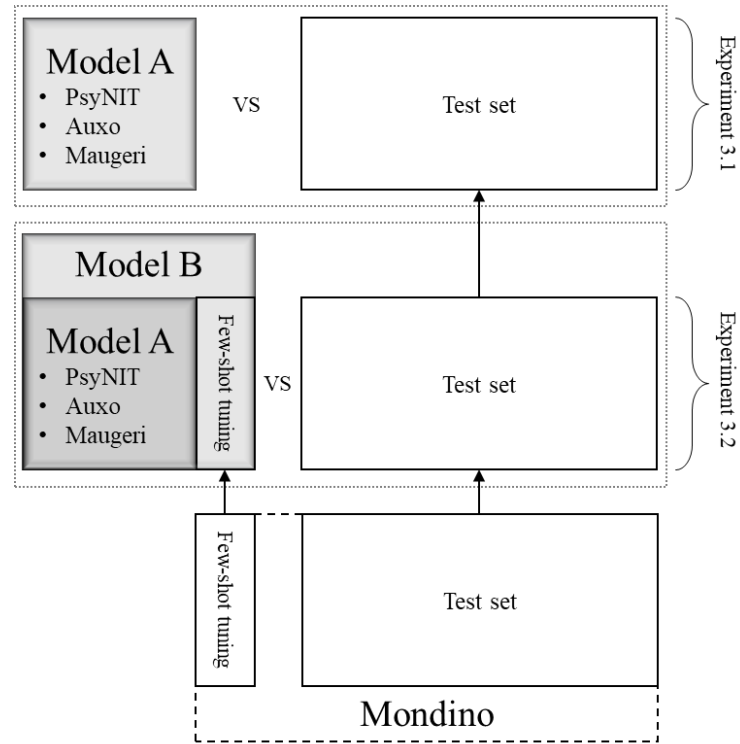 Model A
• PsyNIT
• Auxo
• Maugeri
VS
Test set
Experiment 3.1
Model B
Model A
• PsyNIT
• Auxo
• Maugeri
Few-shot tuning
VS
Test set
Experiment 3.2
Few-shot tuning
Test set
Mondino